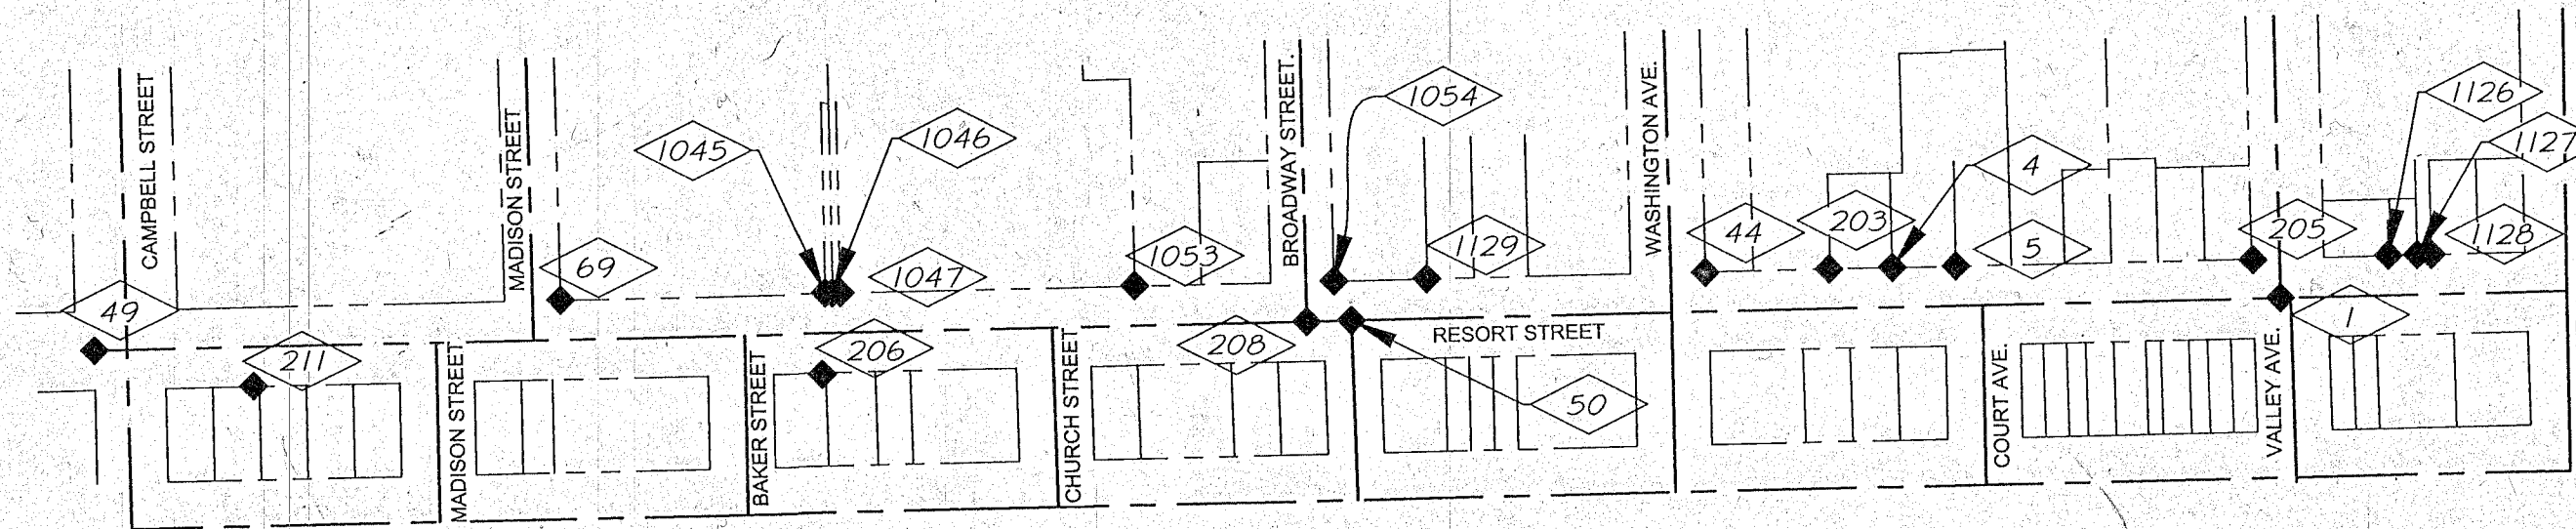 CAMPBELL STREET
MADISON STREET
BROADWAY STREET.
WASHINGTON AVE.
1054
1126
1127
1045
1046
4
49
69
1047
1053
1129
44
203
5
205
1128
211
206
208
RESORT STREET
1
50
MADISON STREET
BAKER STREET
CHURCH STREET
COURT AVE.
VALLEY AVE.